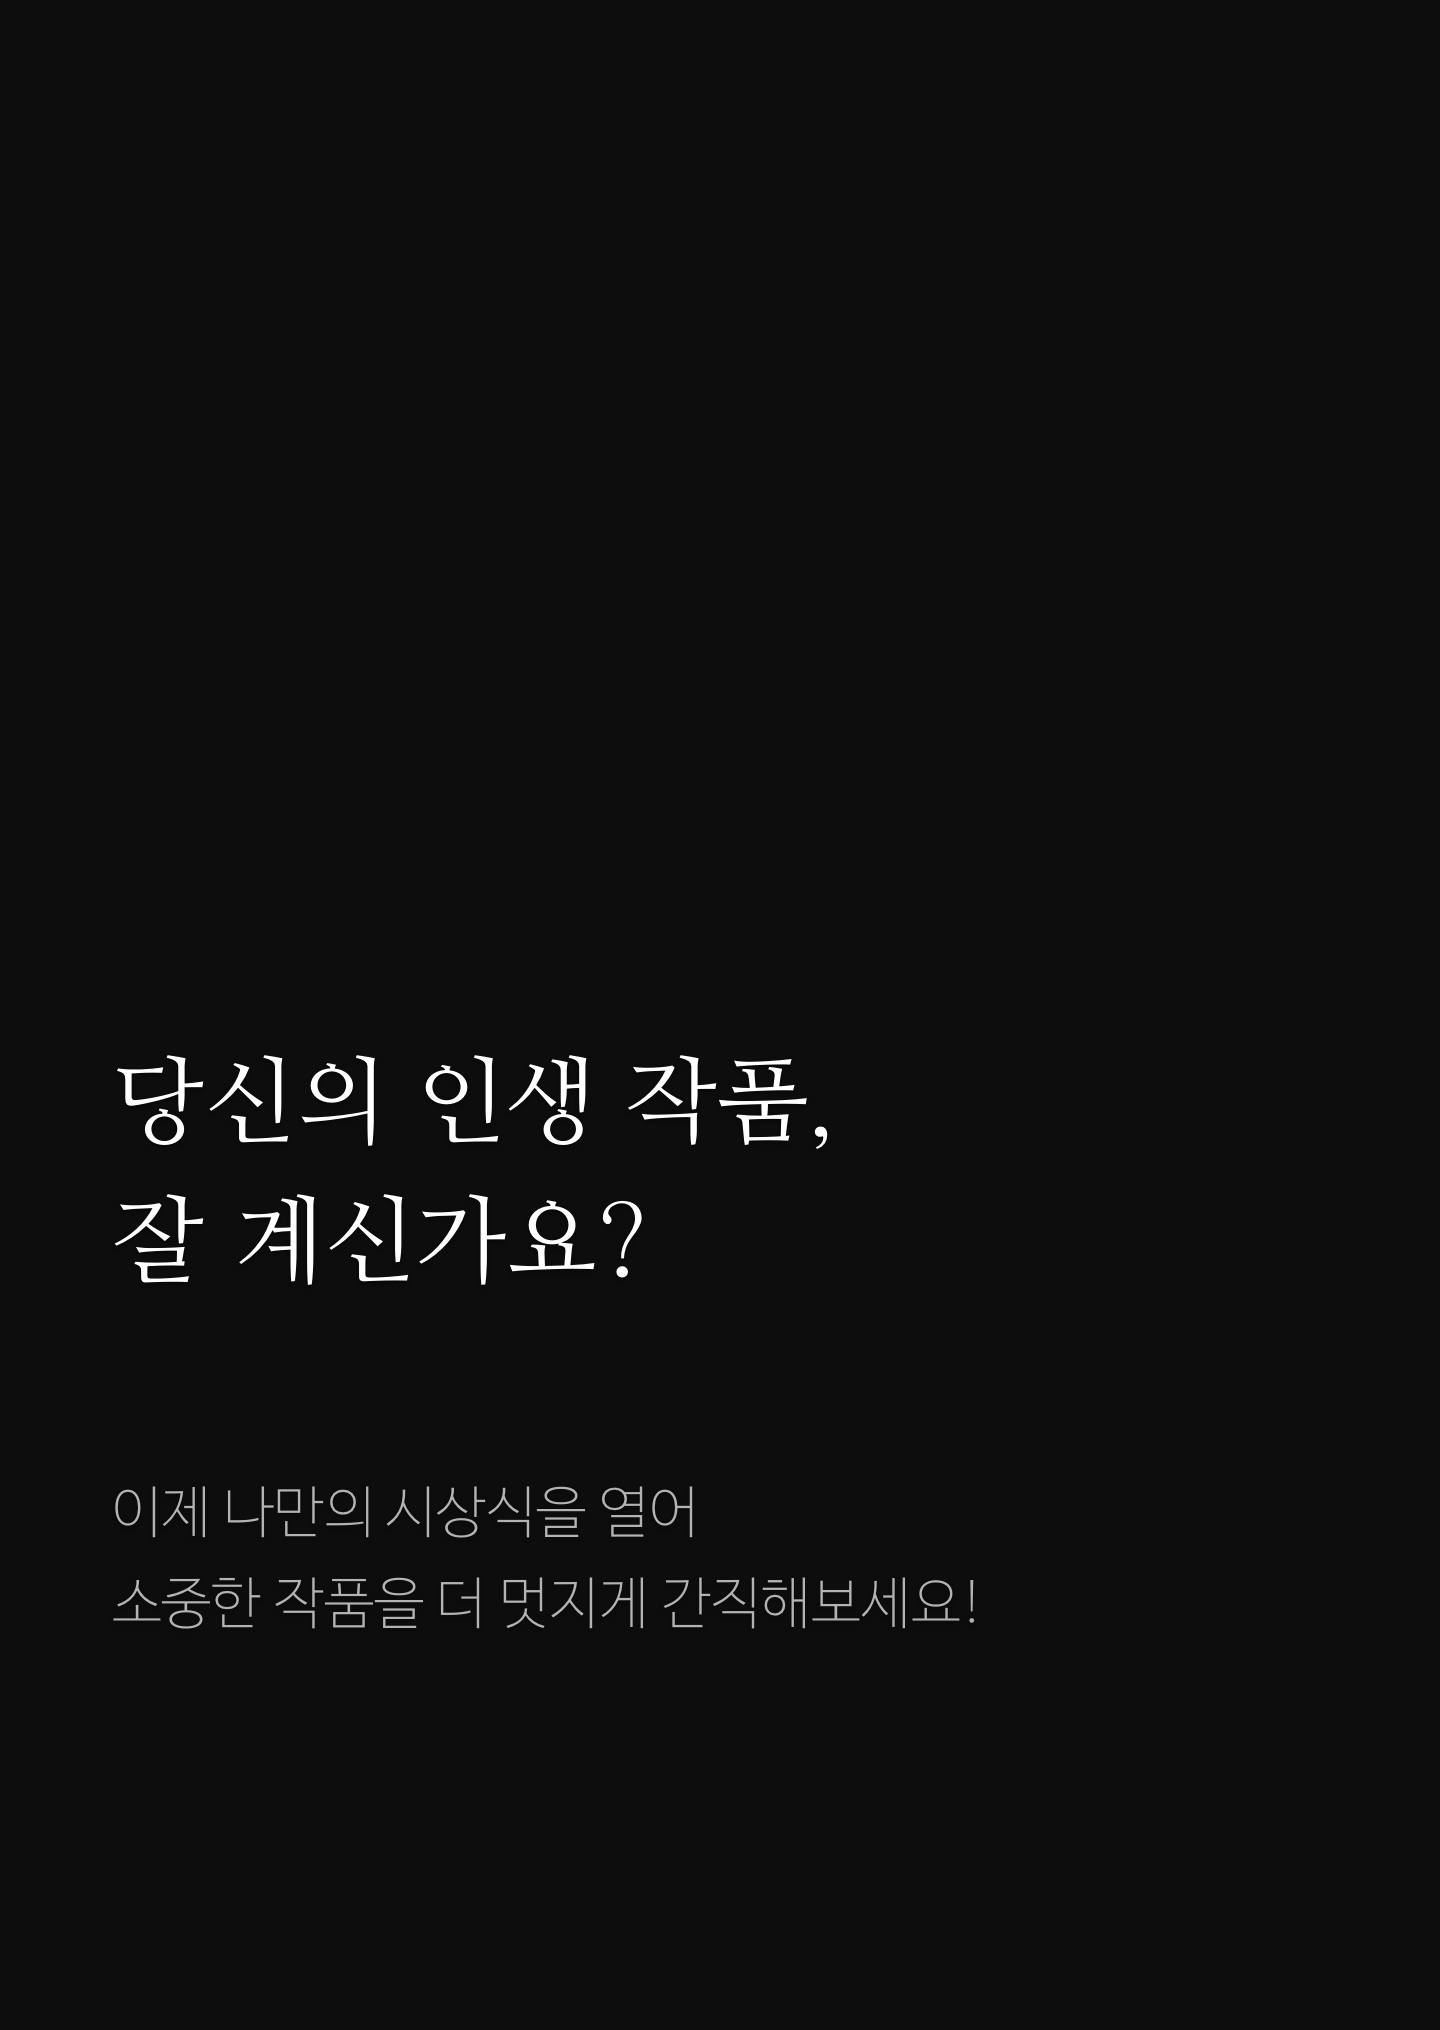 당신의 인생 작품,
잘 계신가요?
이제 나만의 시상식을 열어
소중한 작품을 더 멋지게 간직해보세요!